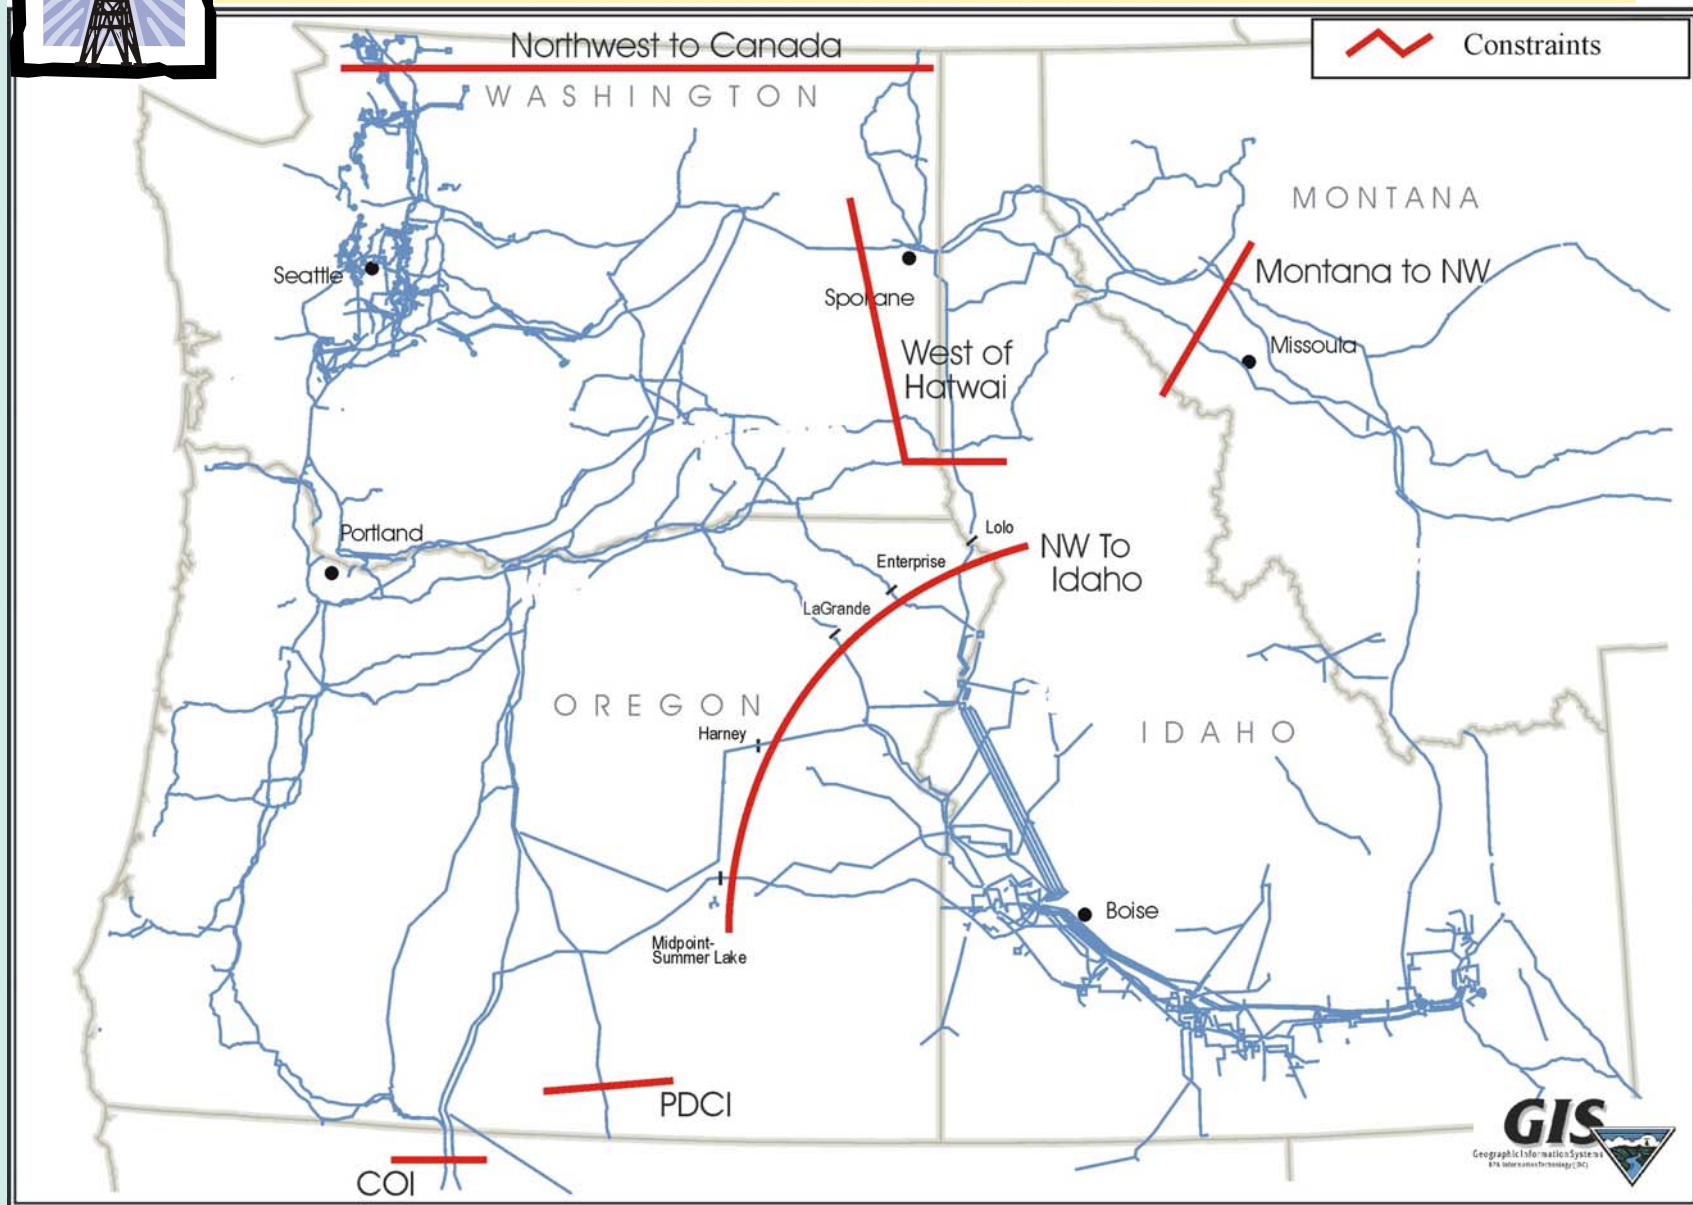 Northwest to Canada
Constraints
WASHINGTON
MONTANA
Seattle
Spokane
Montana to NW
Missoula
West of
Hatwai
Portland
Lolo
NW To
Idaho
Enterprise
LaGrande
OREGON
Harney
IDAHO
Boise
Midpoint-
Summer Lake
PDCI
COI
GIS
Geographic Information Systems